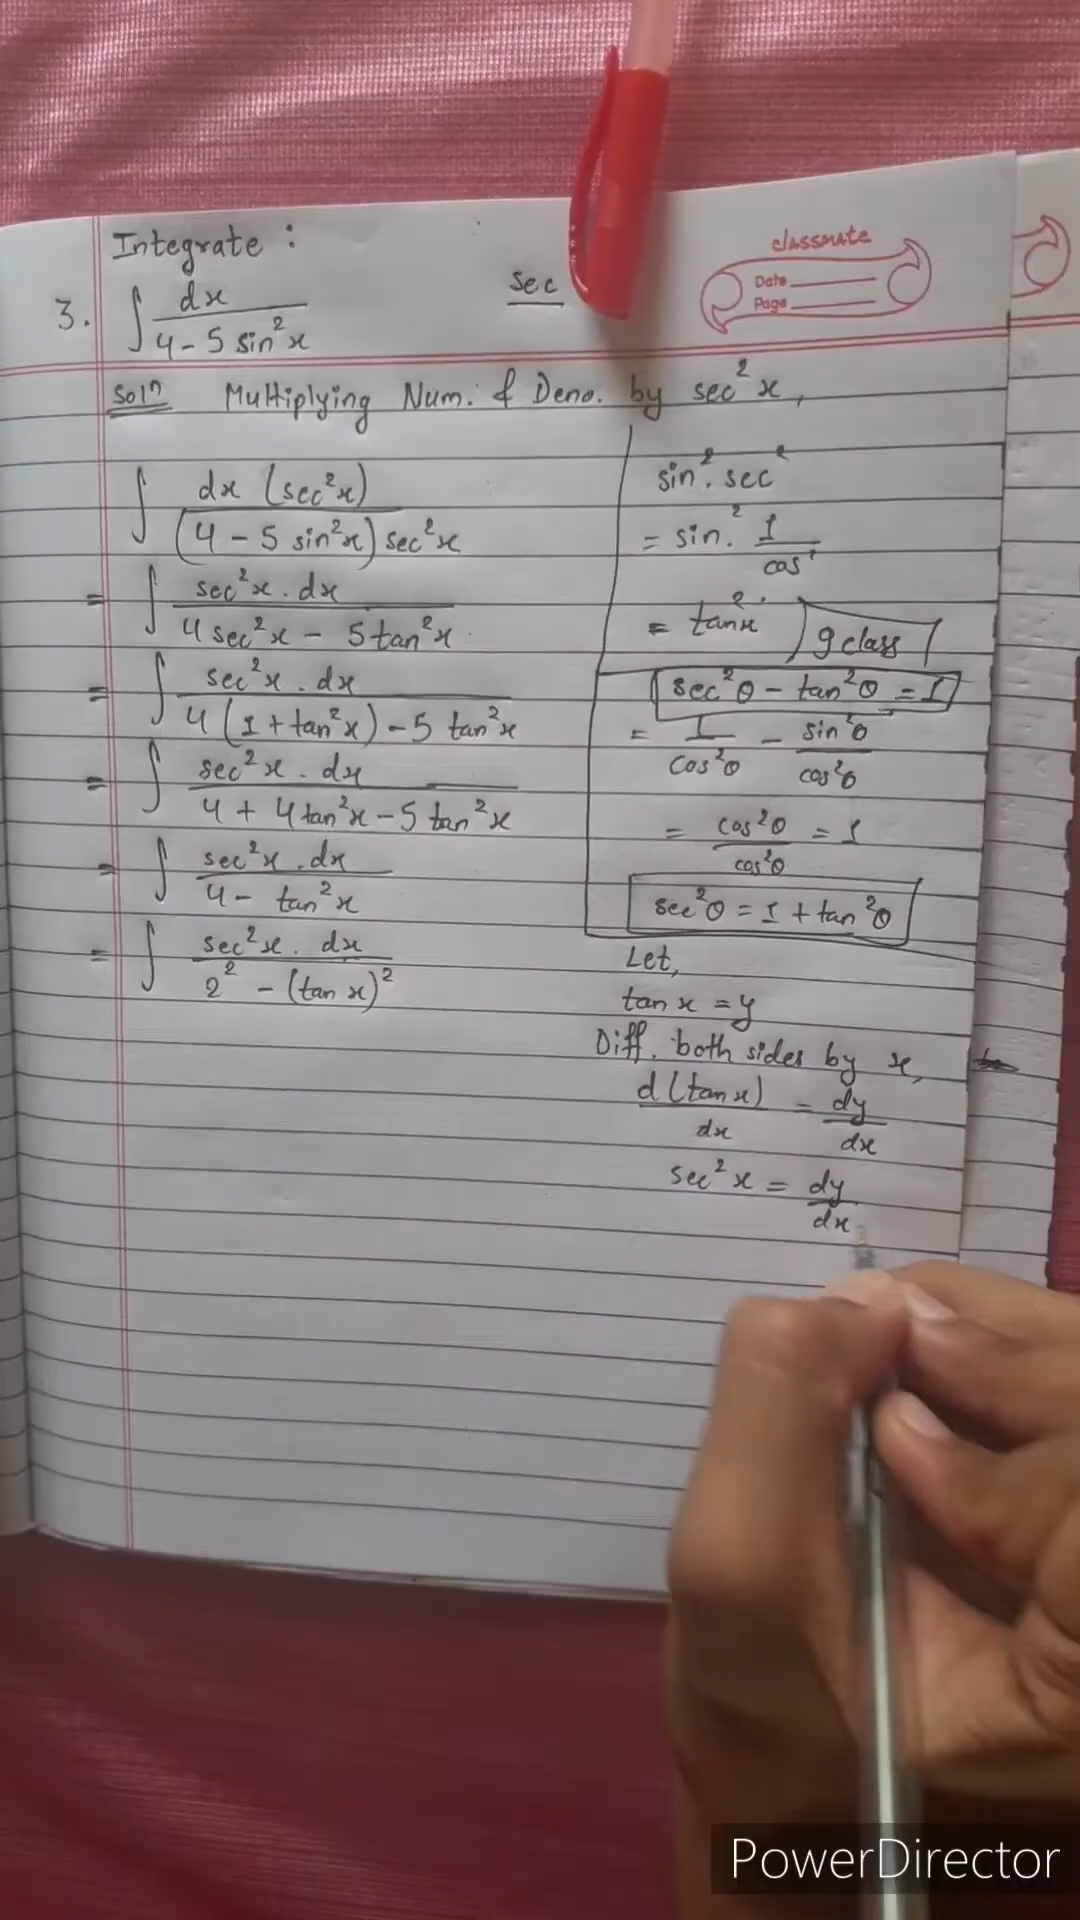 Integrate :
3. ∫ dx / 4 - 5 sin²x
sec
classmate
Date
Page
Solⁿ Multiplying Num. & Deno. by sec²x,
∫ dx (sec²x) / (4 - 5 sin²x) sec²x
= ∫ sec²x . dx / 4 sec²x - 5 tan²x
= ∫ sec²x . dx / 4 (1 + tan²x) - 5 tan²x
= ∫ sec²x . dx / 4 + 4 tan²x - 5 tan²x
= ∫ sec²x . dx / 4 - tan²x
= ∫ sec²x . dx / 2² - (tan x)²
sin² . sec²
= sin² . 1 / cos²
= tan²x
9 class
sec²θ - tan²θ = 1
= 1 / cos²θ - sin²θ / cos²θ
= cos²θ / cos²θ = 1
sec²θ = 1 + tan²θ
Let,
tan x = y
Diff. both sides by x,
d (tan x) / dx = dy / dx
sec²x = dy / dx
PowerDirector